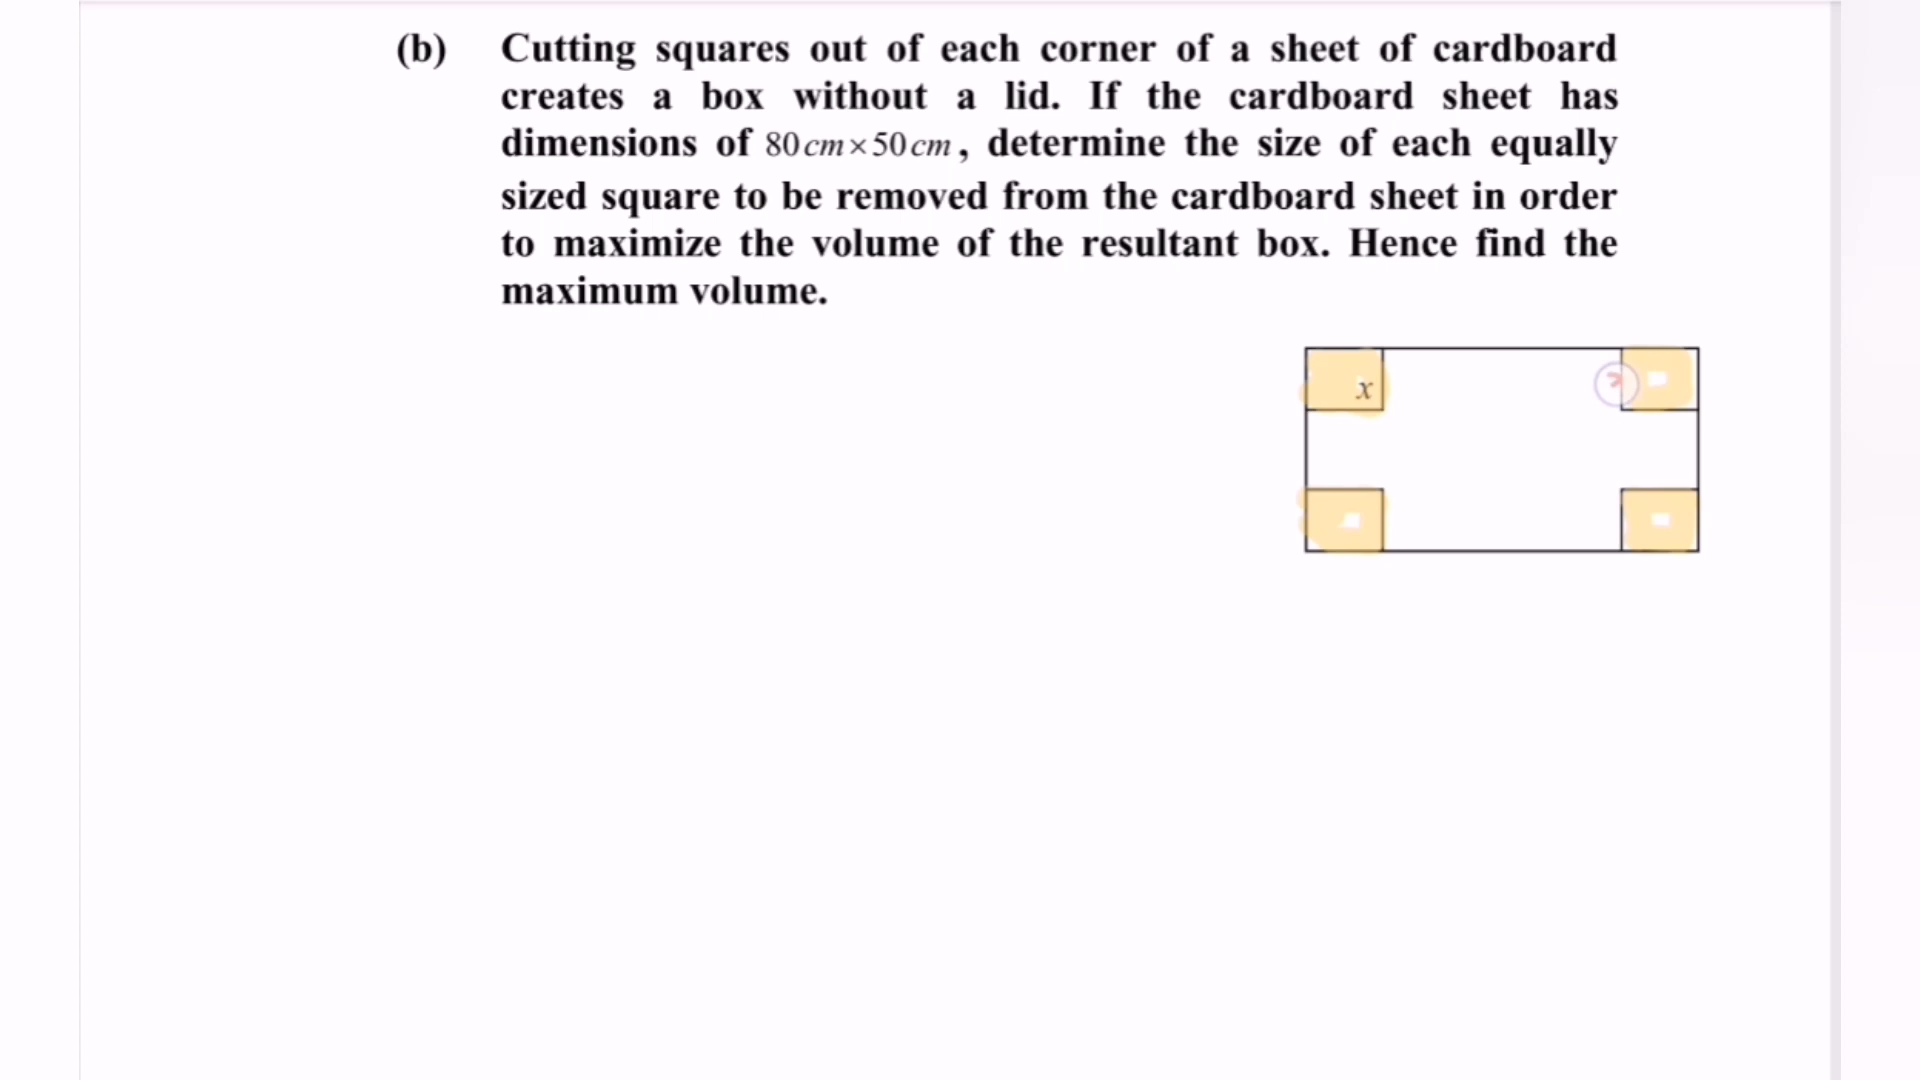 (b) Cutting squares out of each corner of a sheet of cardboard
creates a box without a lid. If the cardboard sheet has
dimensions of 80cm×50cm, determine the size of each equally
sized square to be removed from the cardboard sheet in order
to maximize the volume of the resultant box. Hence find the
maximum volume.
x